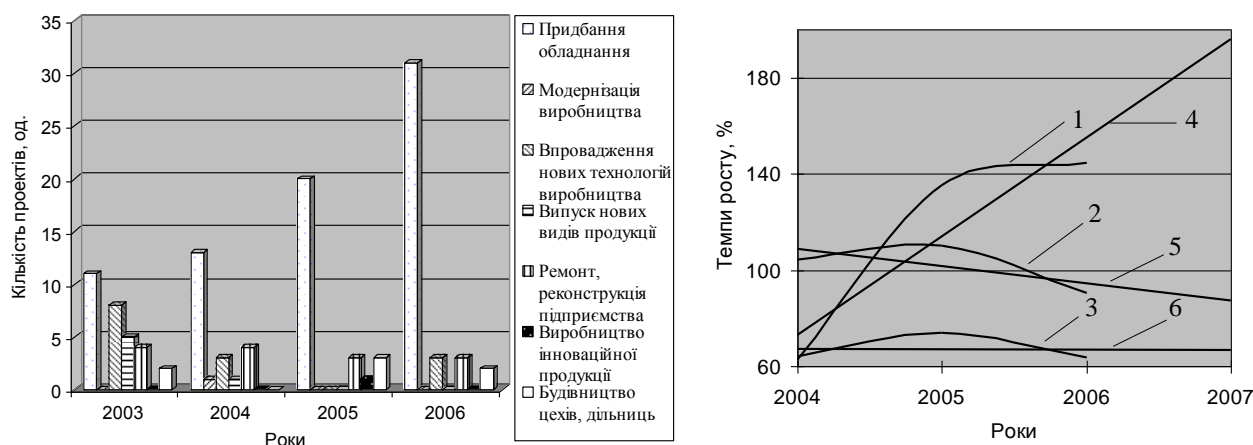 Кількість проектів, од.
35
30
25
20
15
10
5
0
2003
2004
2005
2006
Роки
Придбання
обладнання
Модернізація
виробництва
Впровадження
нових технологій
виробництва
Випуск нових
видів продукції
Ремонт,
реконструкція
підприємства
Виробництво
інноваційної
продукції
Будівництво
цехів, дільниць
Темпи росту, %
180
140
100
60
1
4
2
5
3
6
2004
2005
2006
2007
Роки